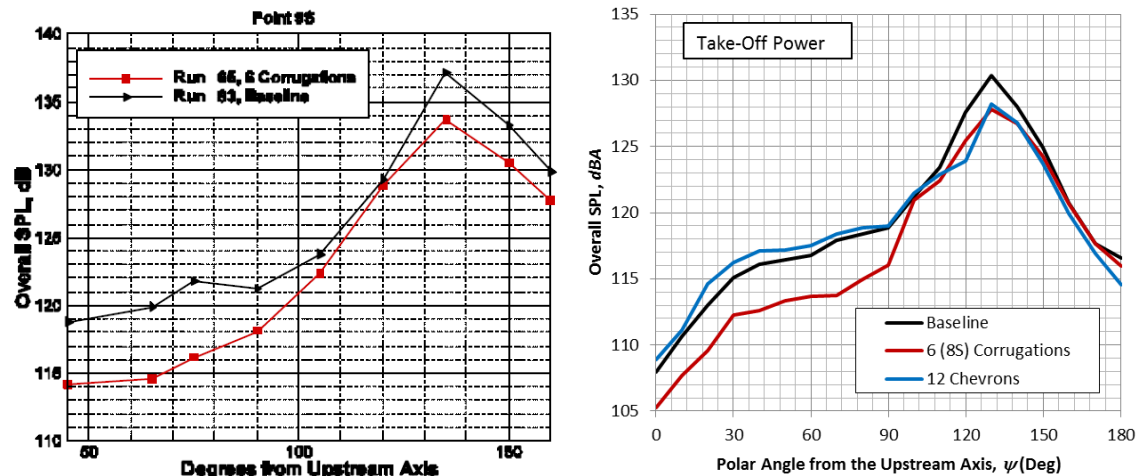 Point 95
140
135
130
125
120
115
110
Overall SPL, dB
Run 65, 6 Corrugations
Run 63, Baseline
50
100
150
Degrees from Upstream Axis
135
130
125
120
115
110
105
Overall SPL, dBA
Take-Off Power
Baseline
6 (8S) Corrugations
12 Chevrons
0
30
60
90
120
150
180
Polar Angle from the Upstream Axis, ψ(Deg)